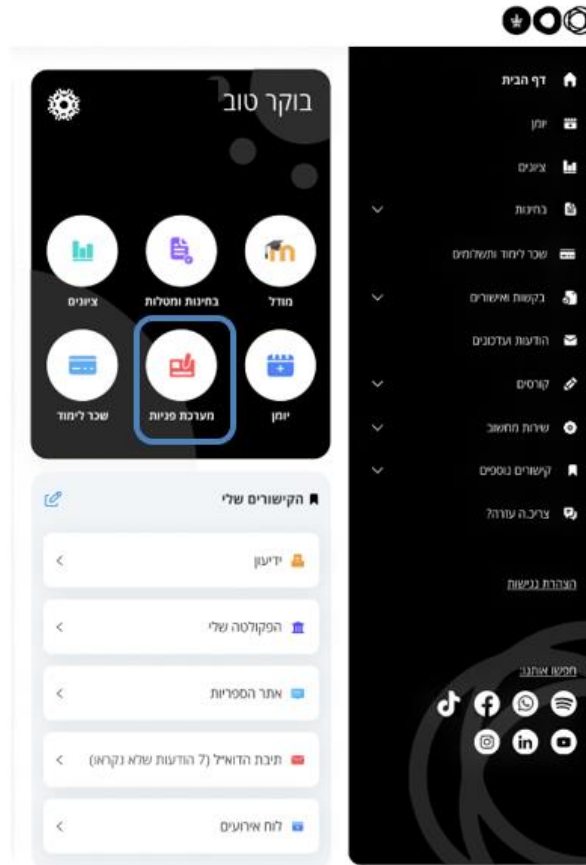 דף הבית
יומן
ציונים
בחינות
שכר לימוד ותשלומים
בקשות ואישורים
הודעות ועדכונים
קורסים
שירות מחשוב
קישורים נוספים
צריכ.ה עזרה?
הצהרת נגישות
חפשו אותנו:
בוקר טוב
מודל
בחינות ומטלות
ציונים
יומן
מערכת פניות
שכר לימוד
הקישורים שלי
ידיעון
הפקולטה שלי
אתר הספריות
תיבת הדוא״ל (7 הודעות שלא נקראו)
לוח אירועים